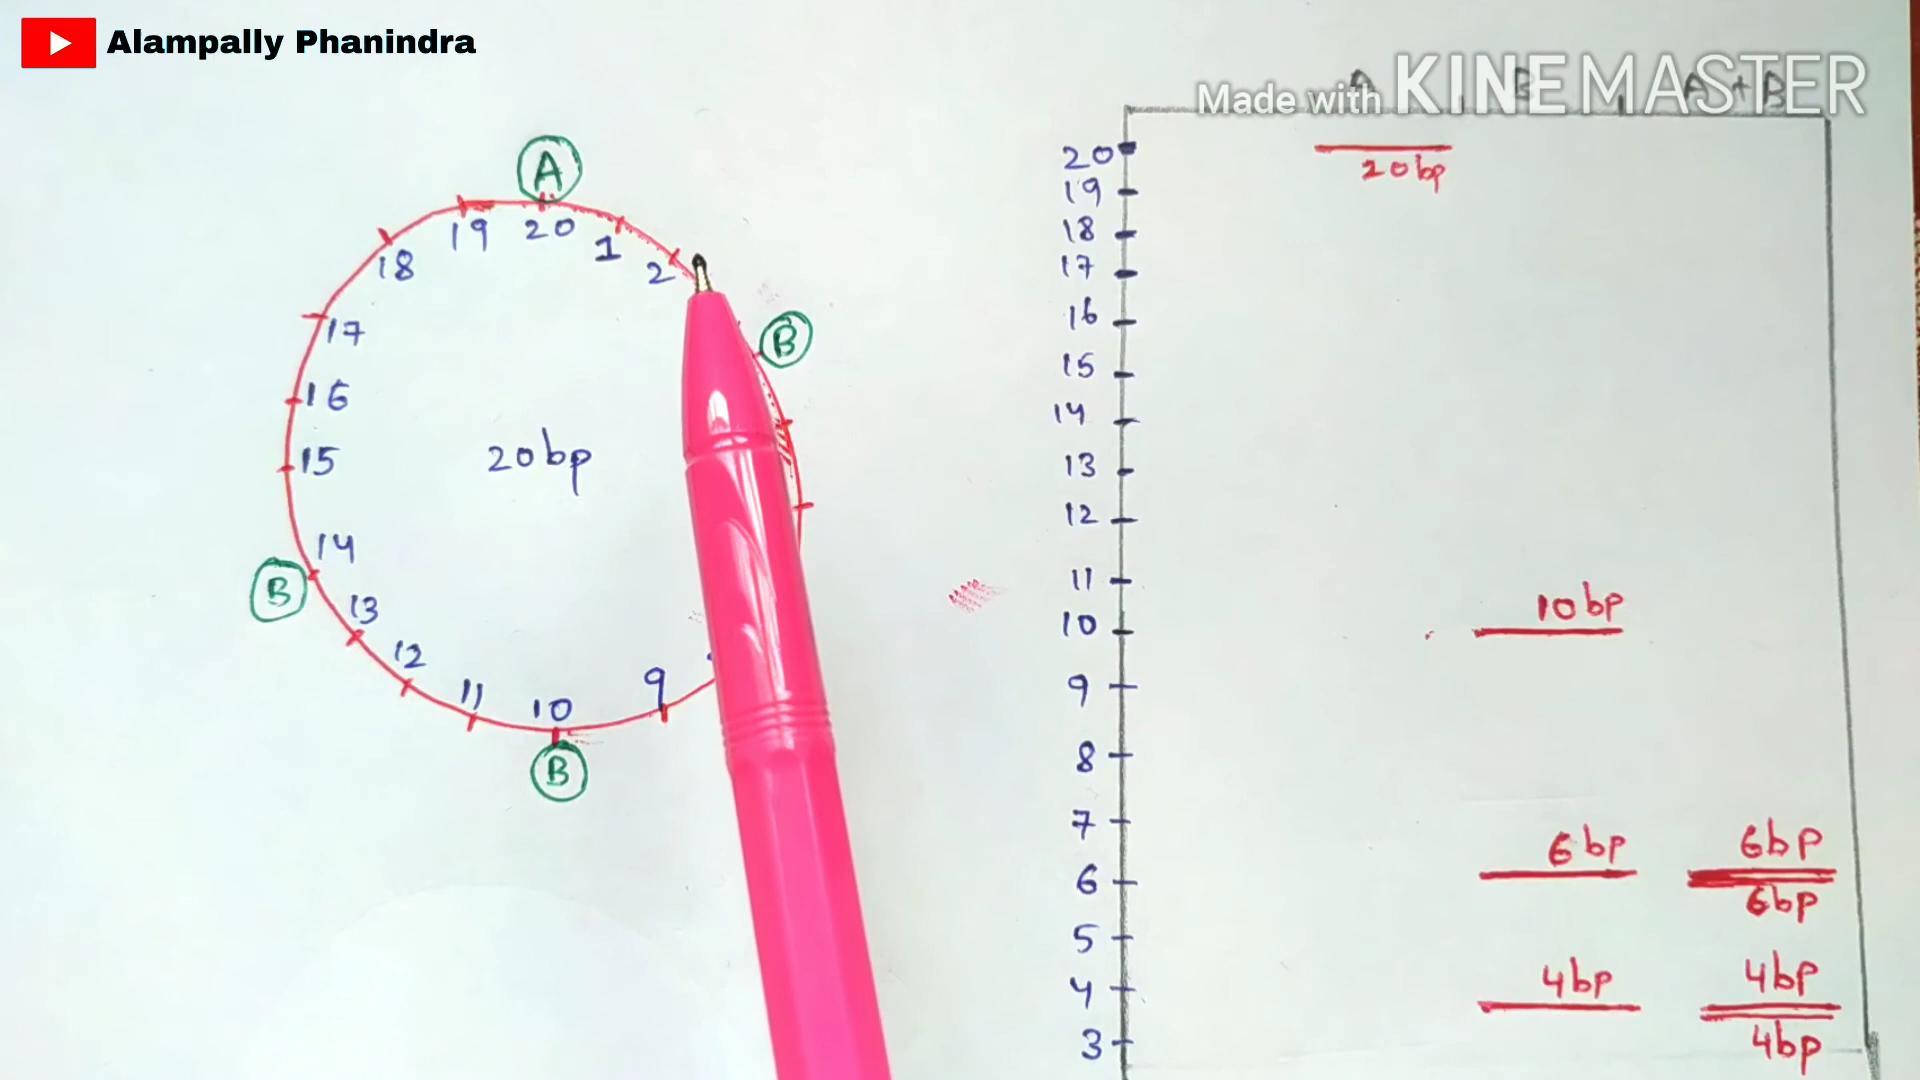 Alampally Phanindra
Made with KINEMASTER
A B A+B
A
19 20 1 2
18
17
16
15
14
13
12
11
10
9
B
B
B
20bp
20
19
18
17
16
15
14
13
12
11
10
9
8
7
6
5
4
3
20bp
10bp
6bp
4bp
6bp
6bp
4bp
4bp